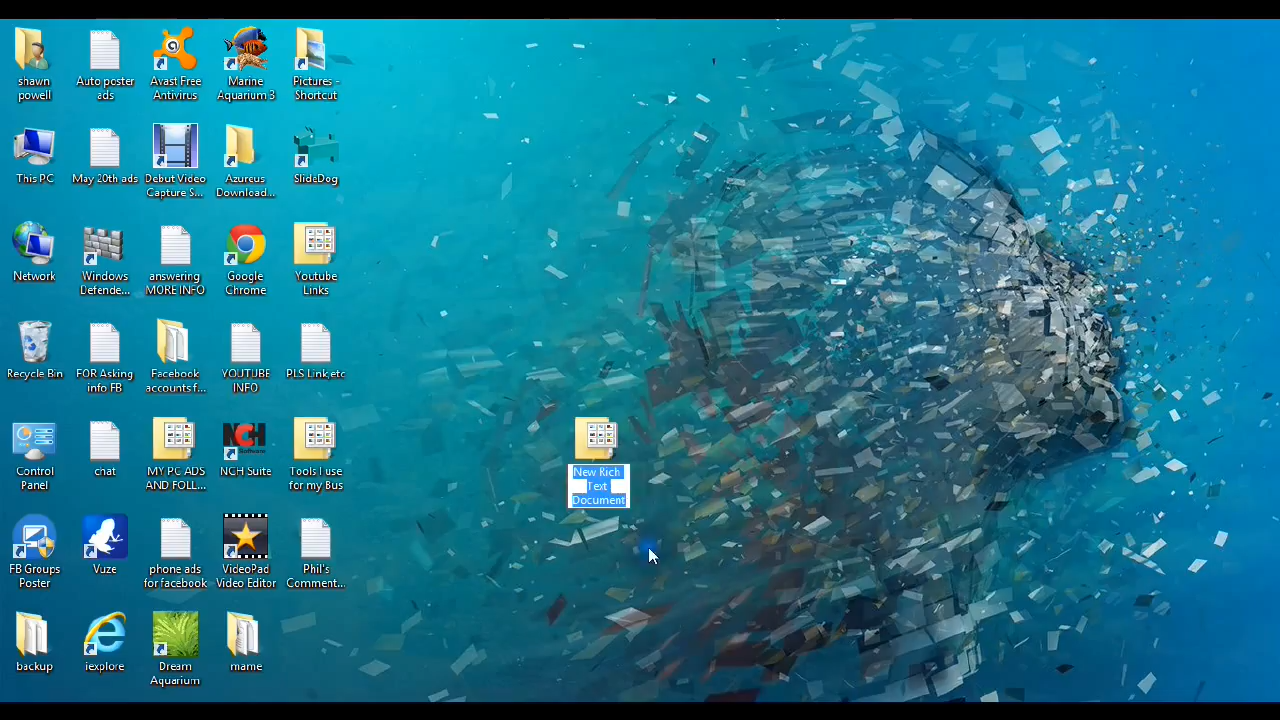 shawn
powell
Auto poster
ads
Avast Free
Antivirus
Marine
Aquarium 3
Pictures -
Shortcut
This PC
May 20th ads
Debut Video
Capture S...
Azureus
Download...
SlideDog
Network
Windows
Defende...
answering
MORE INFO
Google
Chrome
Youtube
Links
Recycle Bin
FOR Asking
info FB
Facebook
accounts f...
YOUTUBE
INFO
PLS Link,etc
Control
Panel
chat
MY PC ADS
AND FOLL...
NCH
Software
NCH Suite
Tools I use
for my Bus
New Rich
Text
Document
FB Groups
Poster
Vuze
phone ads
for facebook
VideoPad
Video Editor
Phil's
Comment...
backup
iexplore
Dream
Aquarium
mame